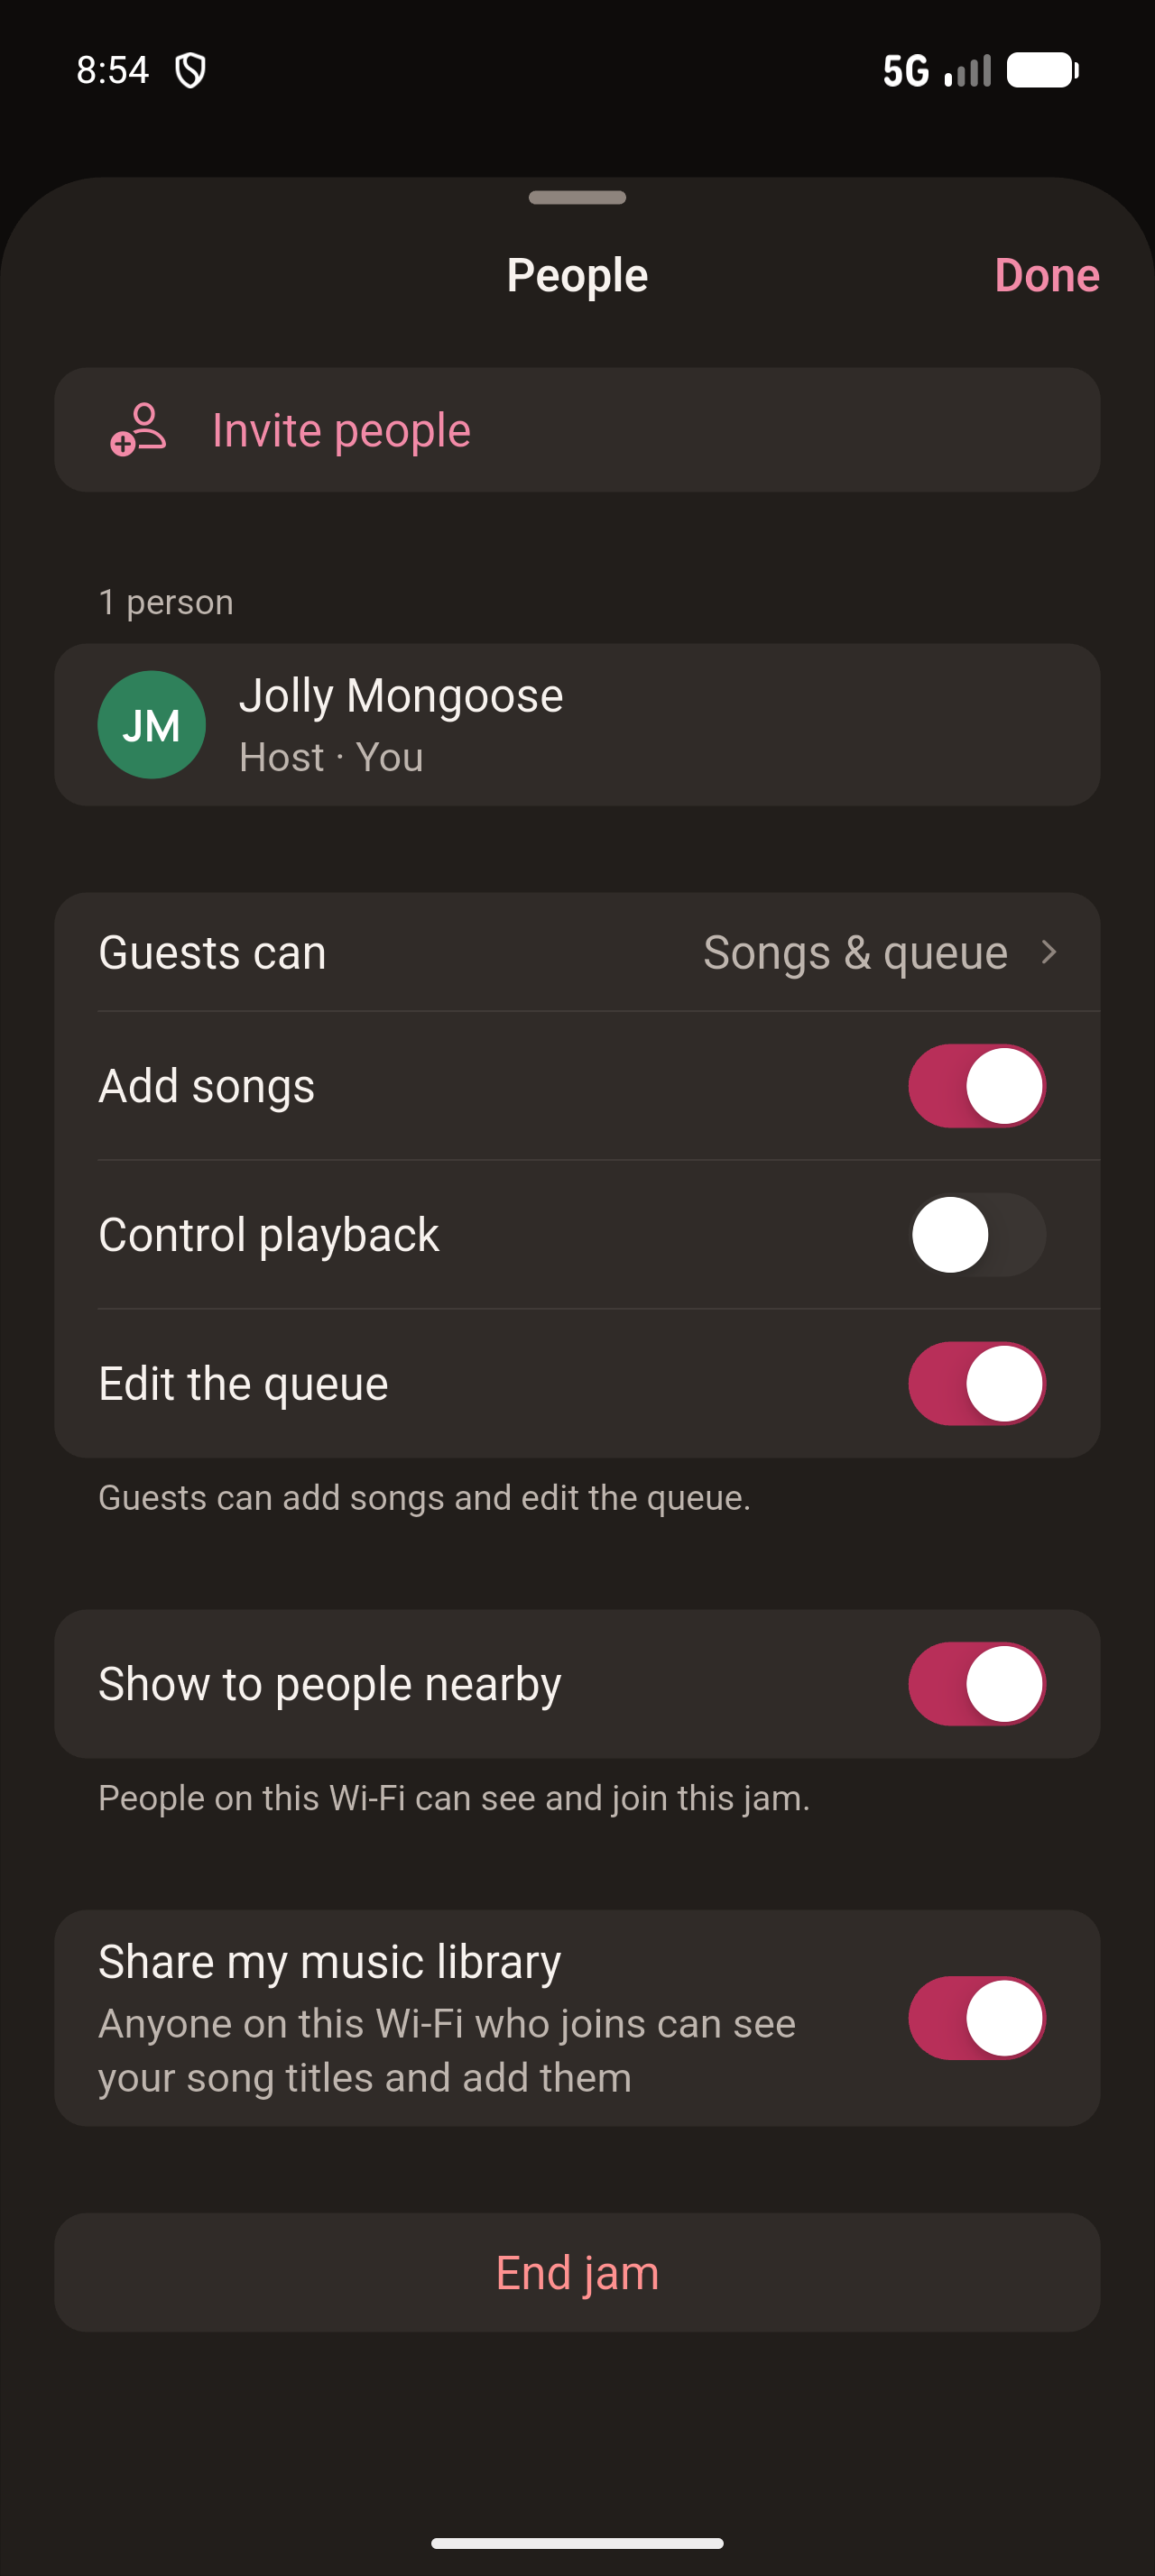 8:54
5G
People
Done
Invite people
1 person
JM
Jolly Mongoose
Host · You
Guests can
Songs & queue
Add songs
Control playback
Edit the queue
Guests can add songs and edit the queue.
Show to people nearby
People on this Wi-Fi can see and join this jam.
Share my music library
Anyone on this Wi-Fi who joins can see
your song titles and add them
End jam